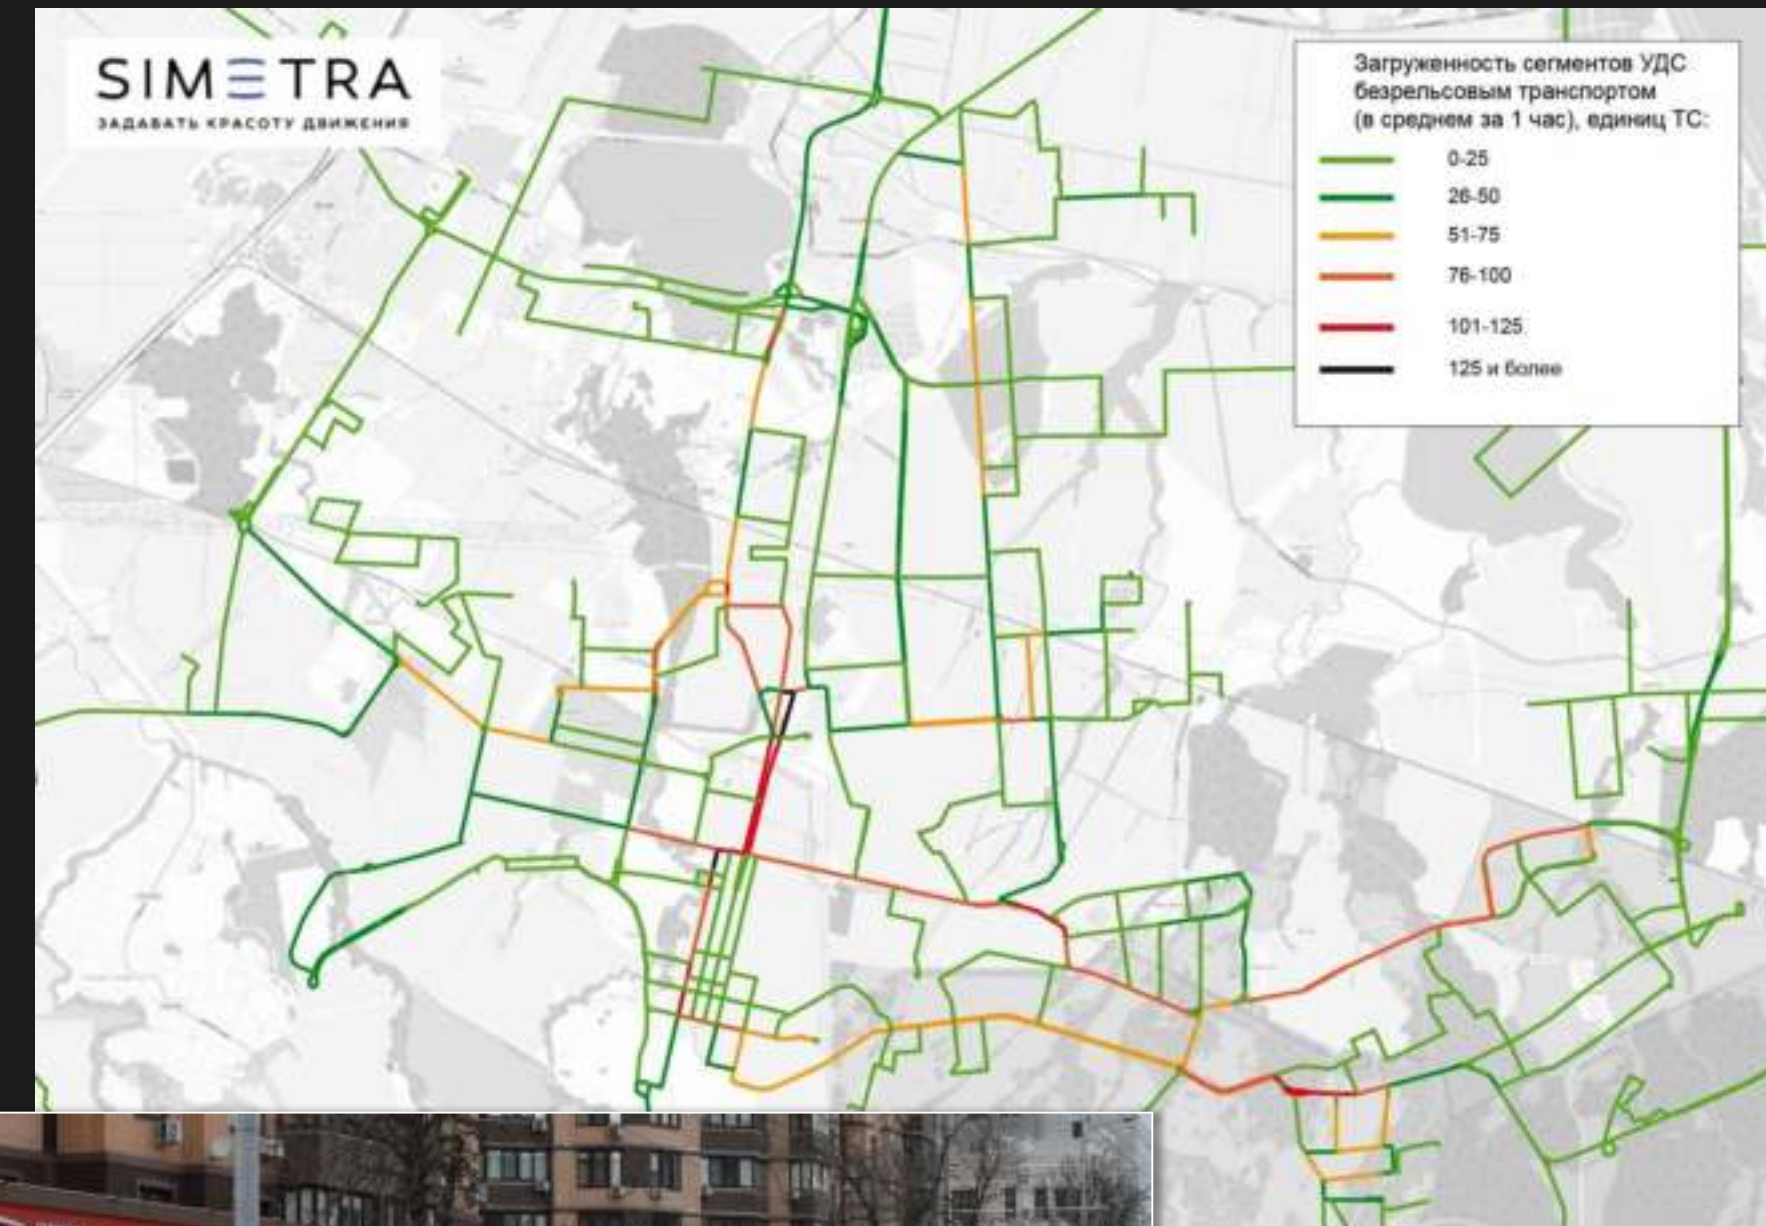 SIMETRA
ЗАДАВАТЬ КРАСОТУ ДВИЖЕНИЯ
Загруженность сегментов УДС
безрельсовым транспортом
(в среднем за 1 час), единиц ТС:
0-25
26-50
51-75
76-100
101-125
125 и более